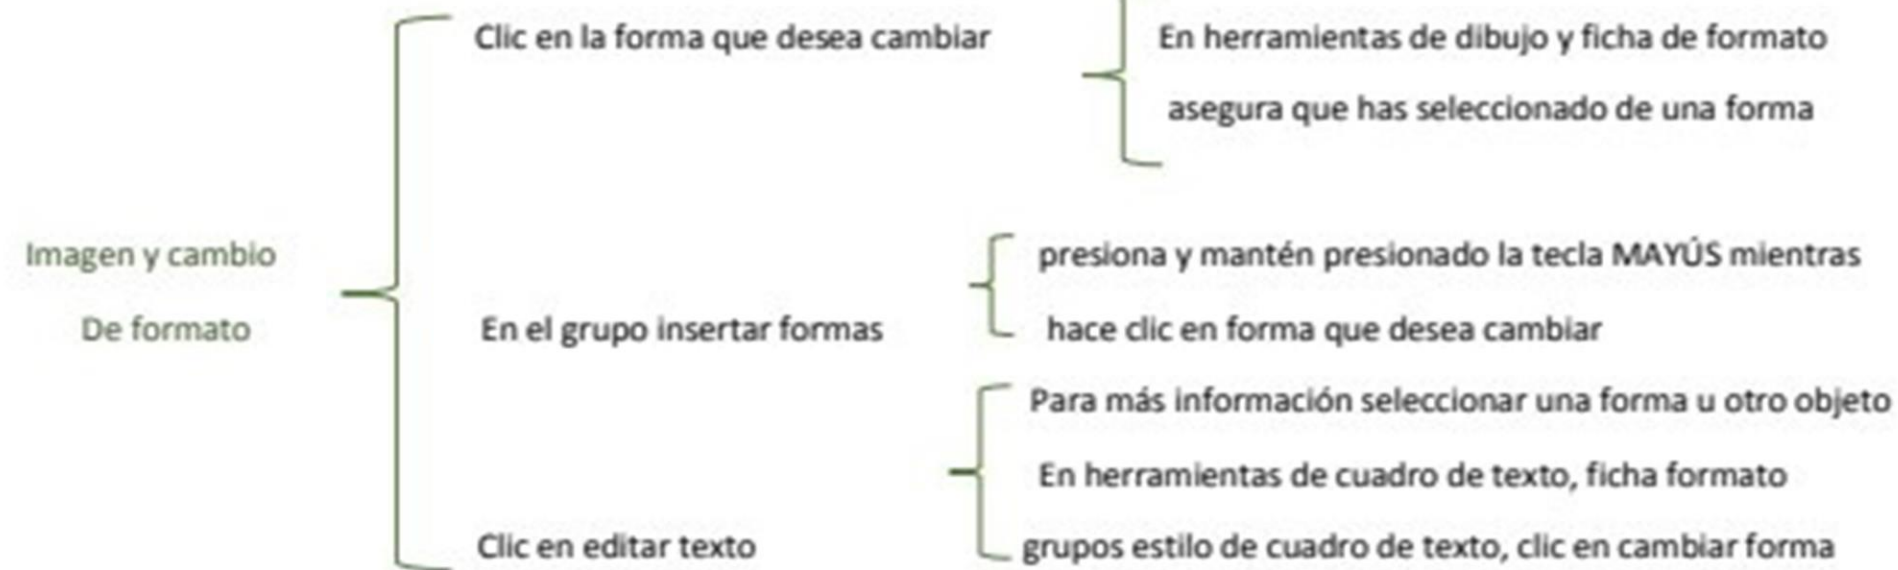 Clic en la forma que desea cambiar
En herramientas de dibujo y ficha de formato
asegura que has seleccionado de una forma
Imagen y cambio
De formato
En el grupo insertar formas
presiona y mantén presionado la tecla MAYÚS mientras
hace clic en forma que desea cambiar
Clic en editar texto
Para más información seleccionar una forma u otro objeto
En herramientas de cuadro de texto, ficha formato
grupos estilo de cuadro de texto, clic en cambiar forma